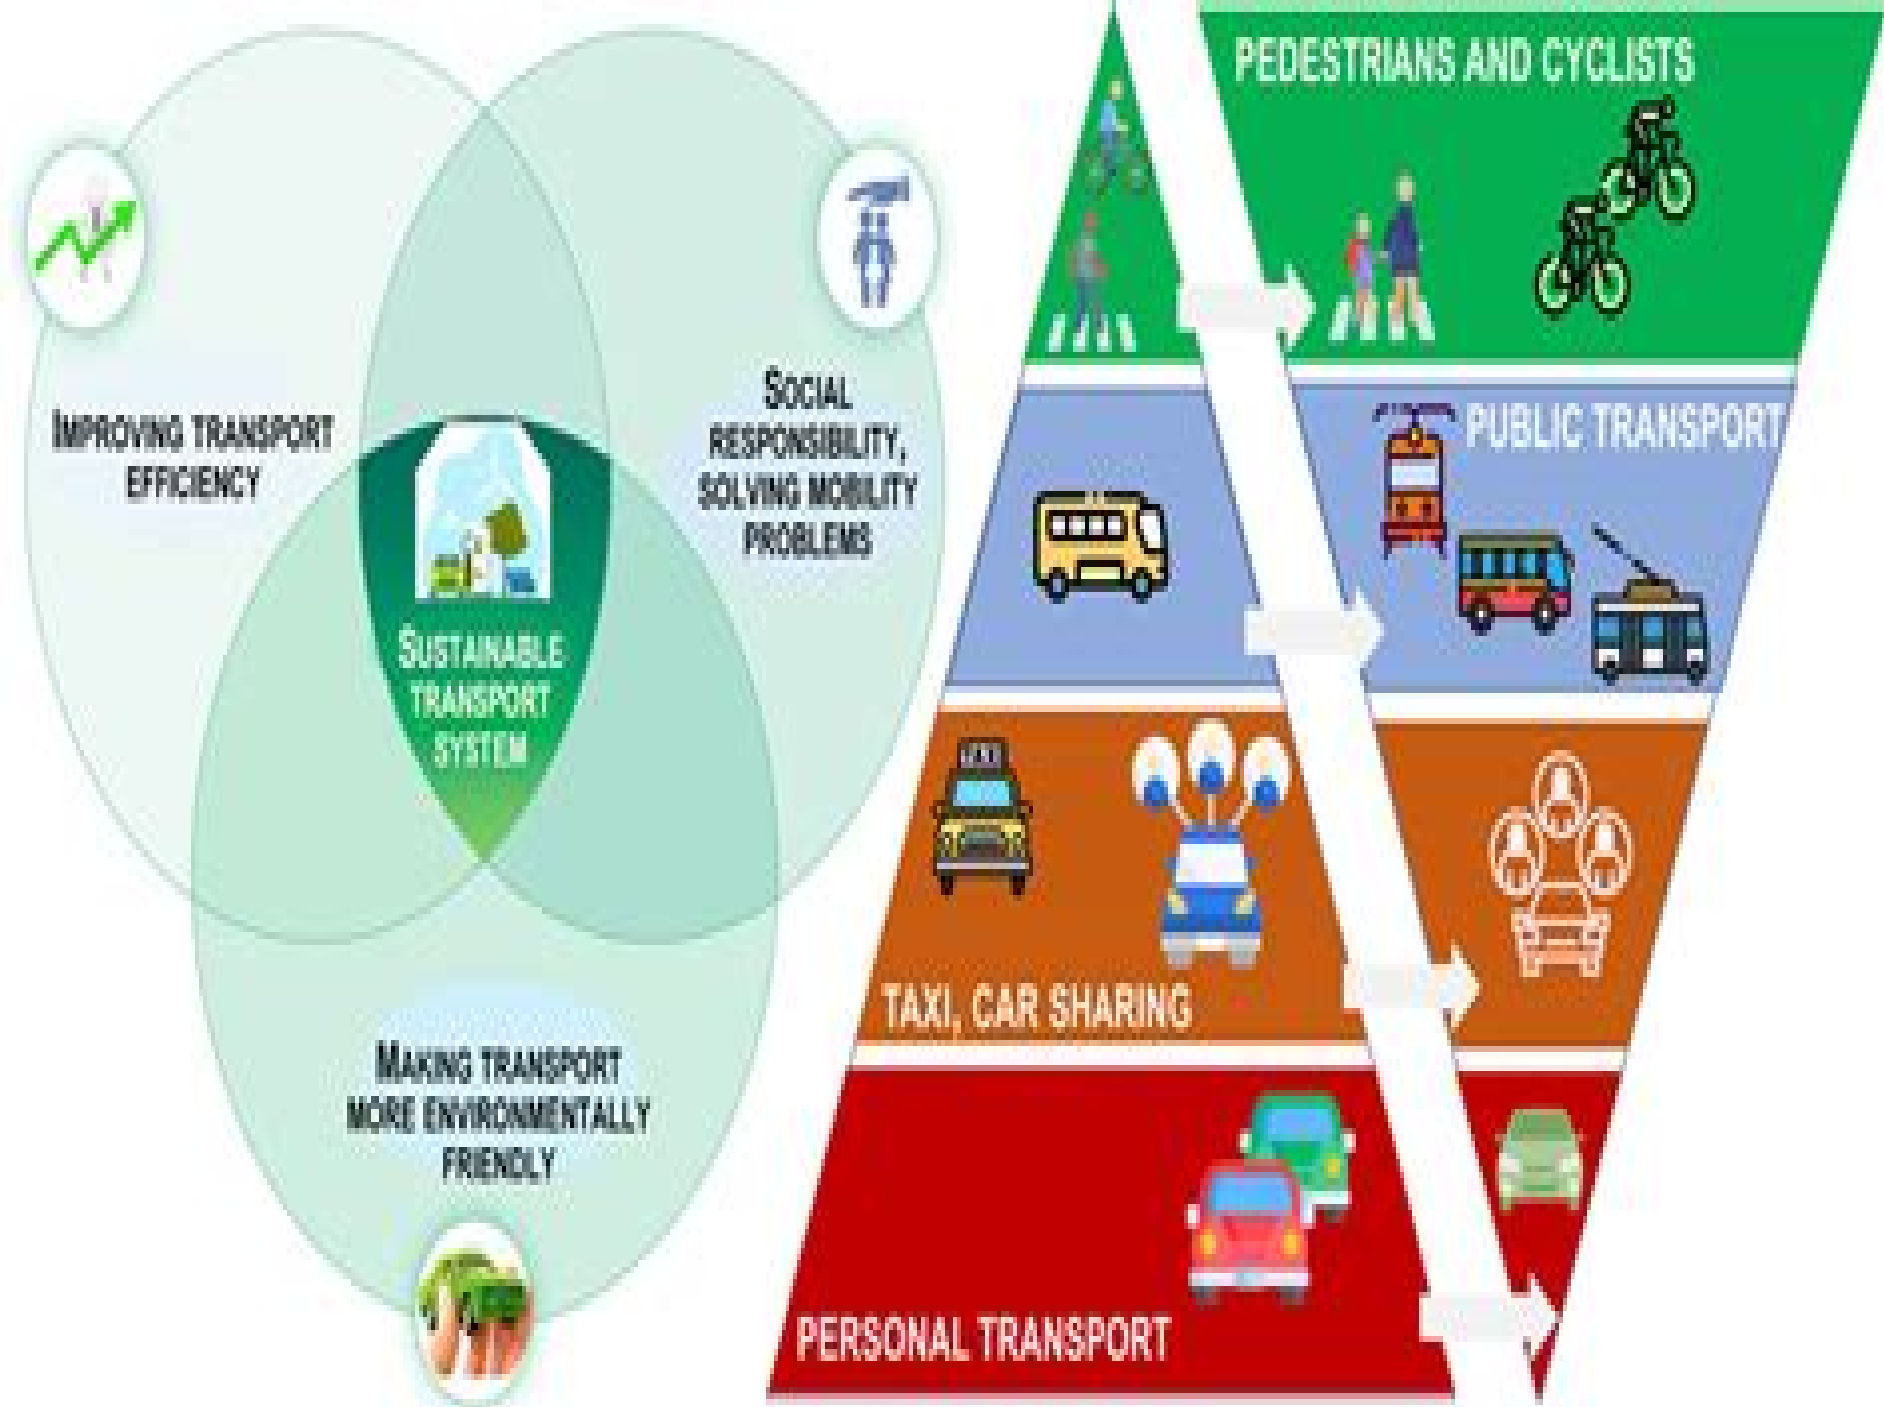 IMPROVING TRANSPORT
EFFICIENCY
SOCIAL
RESPONSIBILITY,
SOLVING MOBILITY
PROBLEMS
SUSTAINABLE
TRANSPORT
SYSTEM
MAKING TRANSPORT
MORE ENVIRONMENTALLY
FRIENDLY
PEDESTRIANS AND CYCLISTS
PUBLIC TRANSPORT
TAXI
TAXI, CAR SHARING
PERSONAL TRANSPORT